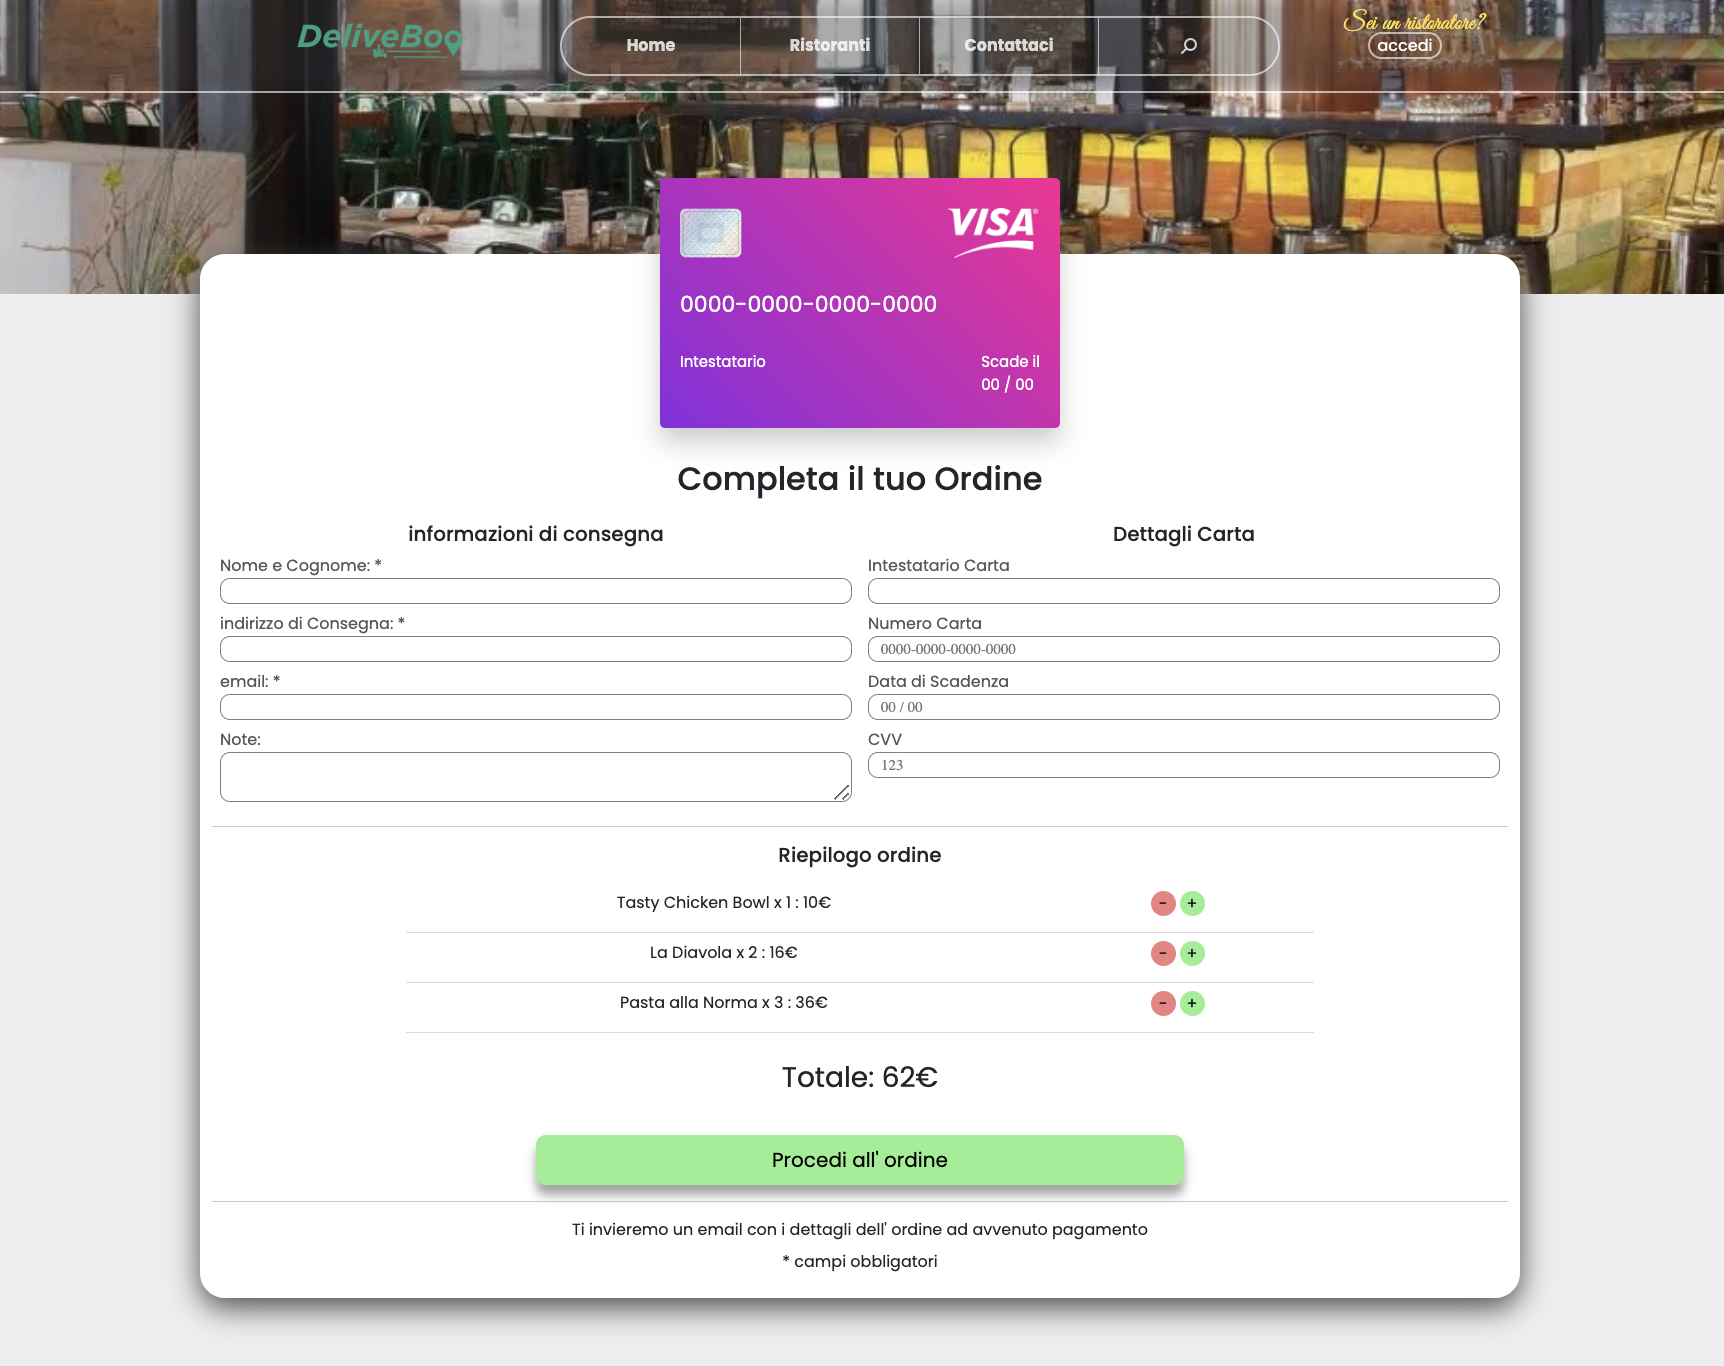 DeliveBoo
Home
Ristoranti
Contattaci
Sei un ristoratore?
accedi
VISA
0000-0000-0000-0000
Intestatario
Scade il
00 / 00
Completa il tuo Ordine
informazioni di consegna
Nome e Cognome: *
indirizzo di Consegna: *
email: *
Note:
Dettagli Carta
Intestatario Carta
Numero Carta
0000-0000-0000-0000
Data di Scadenza
00 / 00
CVV
123
Riepilogo ordine
Tasty Chicken Bowl x 1 : 10€ - +
La Diavola x 2 : 16€ - +
Pasta alla Norma x 3 : 36€ - +
Totale: 62€
Procedi all' ordine
Ti invieremo un email con i dettagli dell' ordine ad avvenuto pagamento
* campi obbligatori